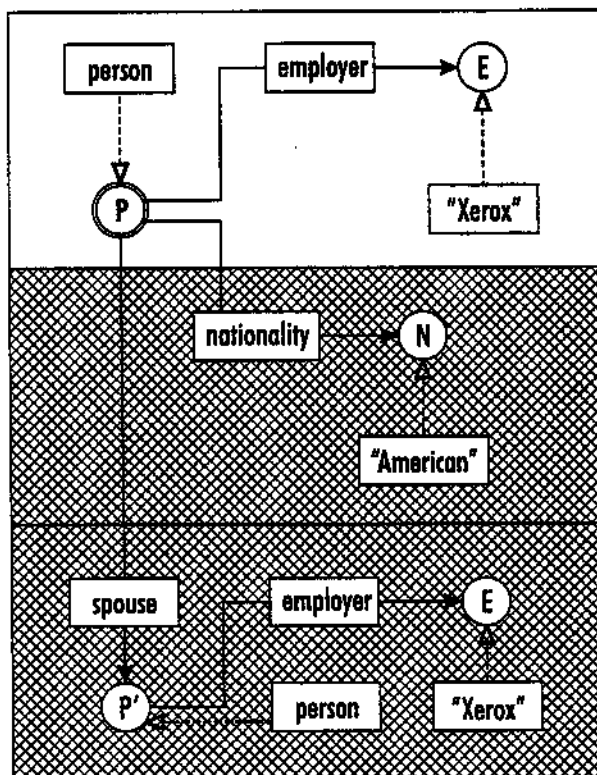 person
employer
E
P
"Xerox"
nationality
N
"American"
spouse
employer
E
P'
person
"Xerox"